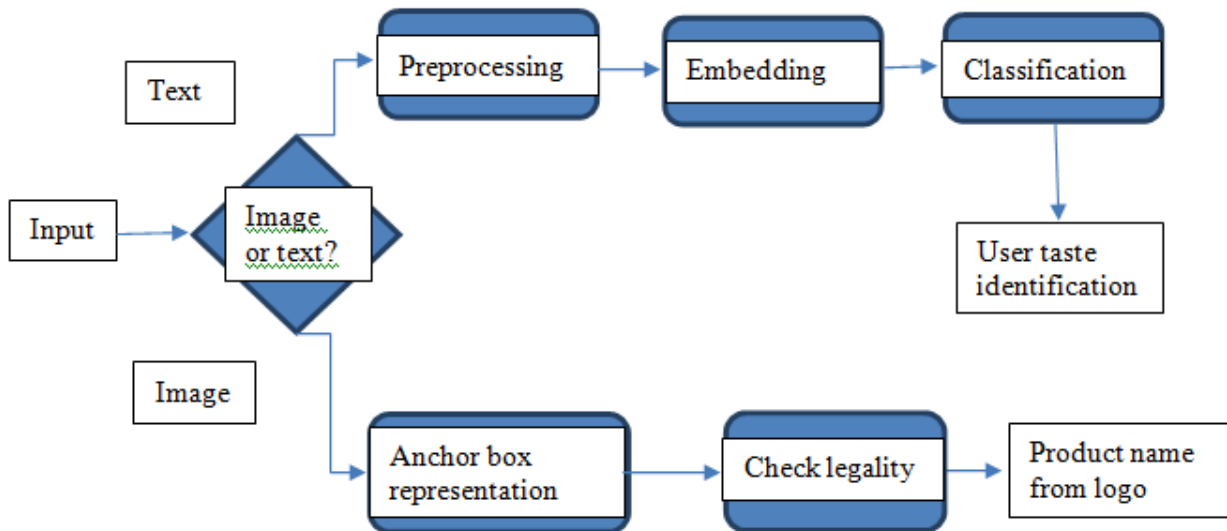 Preprocessing
Embedding
Classification
Text
Input
Image
or text?
User taste
identification
Image
Anchor box
representation
Check legality
Product name
from logo